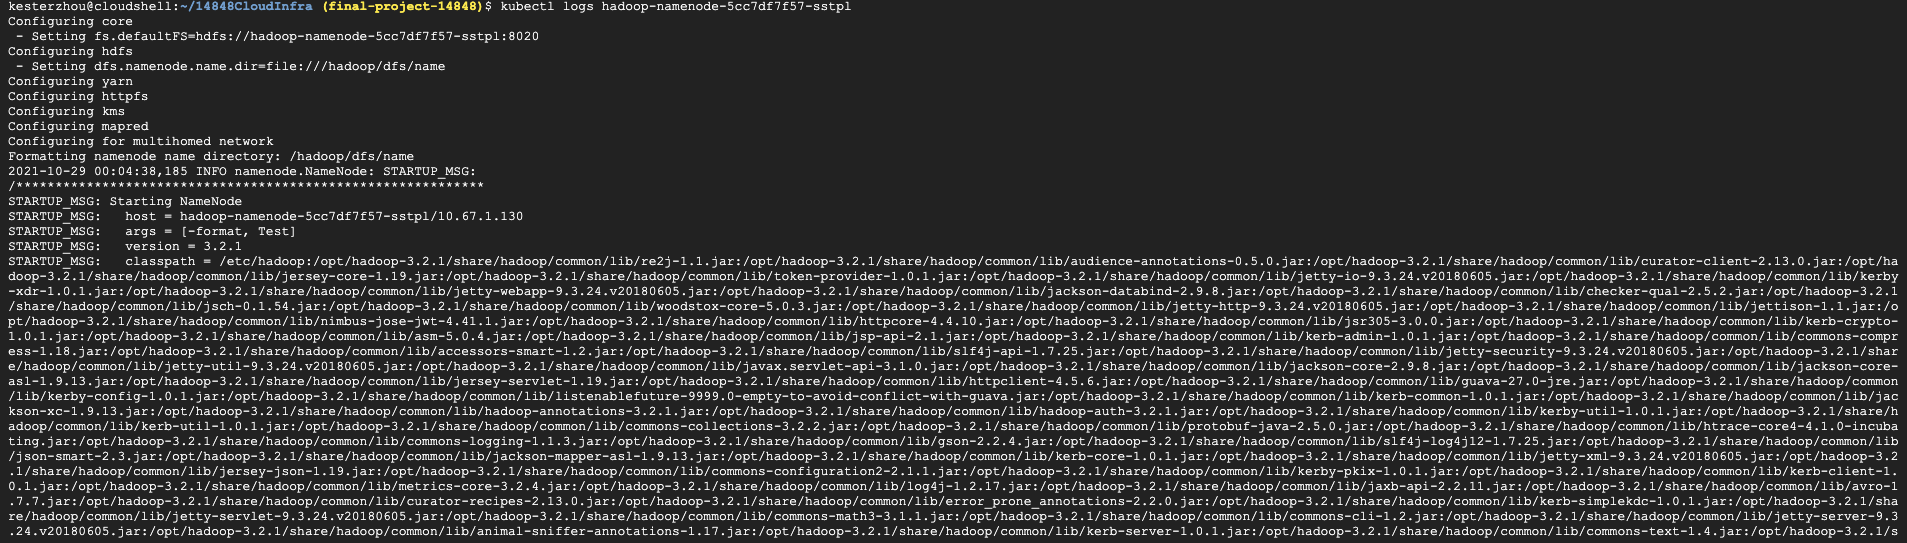 kesterzhou@cloudshell:~/14848CloudInfra (final-project-14848)$ kubectl logs hadoop-namenode-5cc7df7f57-sstpl
Configuring core
 - Setting fs.defaultFS=hdfs://hadoop-namenode-5cc7df7f57-sstpl:8020
Configuring hdfs
 - Setting dfs.namenode.name.dir=file:///hadoop/dfs/name
Configuring yarn
Configuring httpfs
Configuring kms
Configuring mapred
Configuring for multihomed network
Formatting namenode name directory: /hadoop/dfs/name
2021-10-29 00:04:38,185 INFO namenode.NameNode: STARTUP_MSG:
/************************************************************
STARTUP_MSG: Starting NameNode
STARTUP_MSG:   host = hadoop-namenode-5cc7df7f57-sstpl/10.67.1.130
STARTUP_MSG:   args = [-format, Test]
STARTUP_MSG:   version = 3.2.1
STARTUP_MSG:   classpath = /etc/hadoop:/opt/hadoop-3.2.1/share/hadoop/common/lib/re2j-1.1.jar:/opt/hadoop-3.2.1/share/hadoop/common/lib/audience-annotations-0.5.0.jar:/opt/hadoop-3.2.1/share/hadoop/common/lib/curator-client-2.13.0.jar:/opt/ha
doop-3.2.1/share/hadoop/common/lib/jersey-core-1.19.jar:/opt/hadoop-3.2.1/share/hadoop/common/lib/token-provider-1.0.1.jar:/opt/hadoop-3.2.1/share/hadoop/common/lib/jetty-io-9.3.24.v20180605.jar:/opt/hadoop-3.2.1/share/hadoop/common/lib/kerby
-xdr-1.0.1.jar:/opt/hadoop-3.2.1/share/hadoop/common/lib/jetty-webapp-9.3.24.v20180605.jar:/opt/hadoop-3.2.1/share/hadoop/common/lib/jackson-databind-2.9.8.jar:/opt/hadoop-3.2.1/share/hadoop/common/lib/checker-qual-2.5.2.jar:/opt/hadoop-3.2.1
/share/hadoop/common/lib/jsch-0.1.54.jar:/opt/hadoop-3.2.1/share/hadoop/common/lib/woodstox-core-5.0.3.jar:/opt/hadoop-3.2.1/share/hadoop/common/lib/jetty-http-9.3.24.v20180605.jar:/opt/hadoop-3.2.1/share/hadoop/common/lib/jettison-1.1.jar:/o
pt/hadoop-3.2.1/share/hadoop/common/lib/nimbus-jose-jwt-4.41.1.jar:/opt/hadoop-3.2.1/share/hadoop/common/lib/httpcore-4.4.10.jar:/opt/hadoop-3.2.1/share/hadoop/common/lib/jsr305-3.0.0.jar:/opt/hadoop-3.2.1/share/hadoop/common/lib/kerb-crypto-
1.0.1.jar:/opt/hadoop-3.2.1/share/hadoop/common/lib/asm-5.0.4.jar:/opt/hadoop-3.2.1/share/hadoop/common/lib/jsp-api-2.1.jar:/opt/hadoop-3.2.1/share/hadoop/common/lib/kerb-admin-1.0.1.jar:/opt/hadoop-3.2.1/share/hadoop/common/lib/commons-compr
ess-1.18.jar:/opt/hadoop-3.2.1/share/hadoop/common/lib/accessors-smart-1.2.jar:/opt/hadoop-3.2.1/share/hadoop/common/lib/slf4j-api-1.7.25.jar:/opt/hadoop-3.2.1/share/hadoop/common/lib/jetty-security-9.3.24.v20180605.jar:/opt/hadoop-3.2.1/shar
e/hadoop/common/lib/jetty-util-9.3.24.v20180605.jar:/opt/hadoop-3.2.1/share/hadoop/common/lib/javax.servlet-api-3.1.0.jar:/opt/hadoop-3.2.1/share/hadoop/common/lib/jackson-core-2.9.8.jar:/opt/hadoop-3.2.1/share/hadoop/common/lib/jackson-core-
asl-1.9.13.jar:/opt/hadoop-3.2.1/share/hadoop/common/lib/jersey-servlet-1.19.jar:/opt/hadoop-3.2.1/share/hadoop/common/lib/httpclient-4.5.6.jar:/opt/hadoop-3.2.1/share/hadoop/common/lib/guava-27.0-jre.jar:/opt/hadoop-3.2.1/share/hadoop/common
/lib/kerby-config-1.0.1.jar:/opt/hadoop-3.2.1/share/hadoop/common/lib/listenablefuture-9999.0-empty-to-avoid-conflict-with-guava.jar:/opt/hadoop-3.2.1/share/hadoop/common/lib/kerb-common-1.0.1.jar:/opt/hadoop-3.2.1/share/hadoop/common/lib/jac
kson-xc-1.9.13.jar:/opt/hadoop-3.2.1/share/hadoop/common/lib/hadoop-annotations-3.2.1.jar:/opt/hadoop-3.2.1/share/hadoop/common/lib/hadoop-auth-3.2.1.jar:/opt/hadoop-3.2.1/share/hadoop/common/lib/kerby-util-1.0.1.jar:/opt/hadoop-3.2.1/share/h
adoop/common/lib/kerb-util-1.0.1.jar:/opt/hadoop-3.2.1/share/hadoop/common/lib/commons-collections-3.2.2.jar:/opt/hadoop-3.2.1/share/hadoop/common/lib/protobuf-java-2.5.0.jar:/opt/hadoop-3.2.1/share/hadoop/common/lib/htrace-core4-4.1.0-incuba
ting.jar:/opt/hadoop-3.2.1/share/hadoop/common/lib/commons-logging-1.1.3.jar:/opt/hadoop-3.2.1/share/hadoop/common/lib/gson-2.2.4.jar:/opt/hadoop-3.2.1/share/hadoop/common/lib/slf4j-log4j12-1.7.25.jar:/opt/hadoop-3.2.1/share/hadoop/common/lib
/json-smart-2.3.jar:/opt/hadoop-3.2.1/share/hadoop/common/lib/jackson-mapper-asl-1.9.13.jar:/opt/hadoop-3.2.1/share/hadoop/common/lib/kerb-core-1.0.1.jar:/opt/hadoop-3.2.1/share/hadoop/common/lib/jetty-xml-9.3.24.v20180605.jar:/opt/hadoop-3.2
.1/share/hadoop/common/lib/jersey-json-1.19.jar:/opt/hadoop-3.2.1/share/hadoop/common/lib/commons-configuration2-2.1.1.jar:/opt/hadoop-3.2.1/share/hadoop/common/lib/kerby-pkix-1.0.1.jar:/opt/hadoop-3.2.1/share/hadoop/common/lib/kerb-client-1.
0.1.jar:/opt/hadoop-3.2.1/share/hadoop/common/lib/metrics-core-3.2.4.jar:/opt/hadoop-3.2.1/share/hadoop/common/lib/log4j-1.2.17.jar:/opt/hadoop-3.2.1/share/hadoop/common/lib/jaxb-api-2.2.11.jar:/opt/hadoop-3.2.1/share/hadoop/common/lib/avro-1
.7.7.jar:/opt/hadoop-3.2.1/share/hadoop/common/lib/curator-recipes-2.13.0.jar:/opt/hadoop-3.2.1/share/hadoop/common/lib/error_prone_annotations-2.2.0.jar:/opt/hadoop-3.2.1/share/hadoop/common/lib/kerb-simplekdc-1.0.1.jar:/opt/hadoop-3.2.1/sha
re/hadoop/common/lib/jetty-servlet-9.3.24.v20180605.jar:/opt/hadoop-3.2.1/share/hadoop/common/lib/commons-math3-3.1.1.jar:/opt/hadoop-3.2.1/share/hadoop/common/lib/commons-cli-1.2.jar:/opt/hadoop-3.2.1/share/hadoop/common/lib/jetty-server-9.3
.24.v20180605.jar:/opt/hadoop-3.2.1/share/hadoop/common/lib/animal-sniffer-annotations-1.17.jar:/opt/hadoop-3.2.1/share/hadoop/common/lib/kerb-server-1.0.1.jar:/opt/hadoop-3.2.1/share/hadoop/common/lib/commons-text-1.4.jar:/opt/hadoop-3.2.1/s